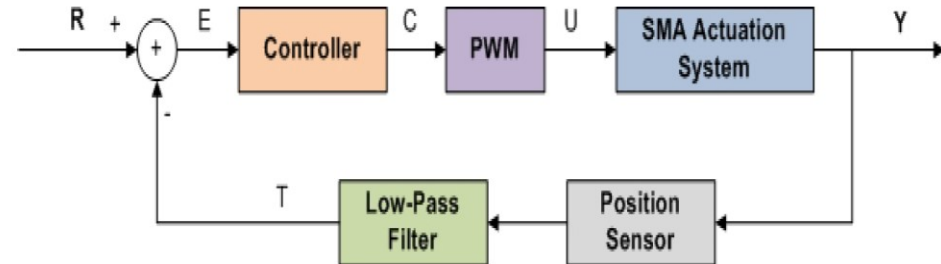 R
+
+
E
Controller
C
PWM
U
SMA Actuation
System
Y
-
T
Low-Pass
Filter
Position
Sensor